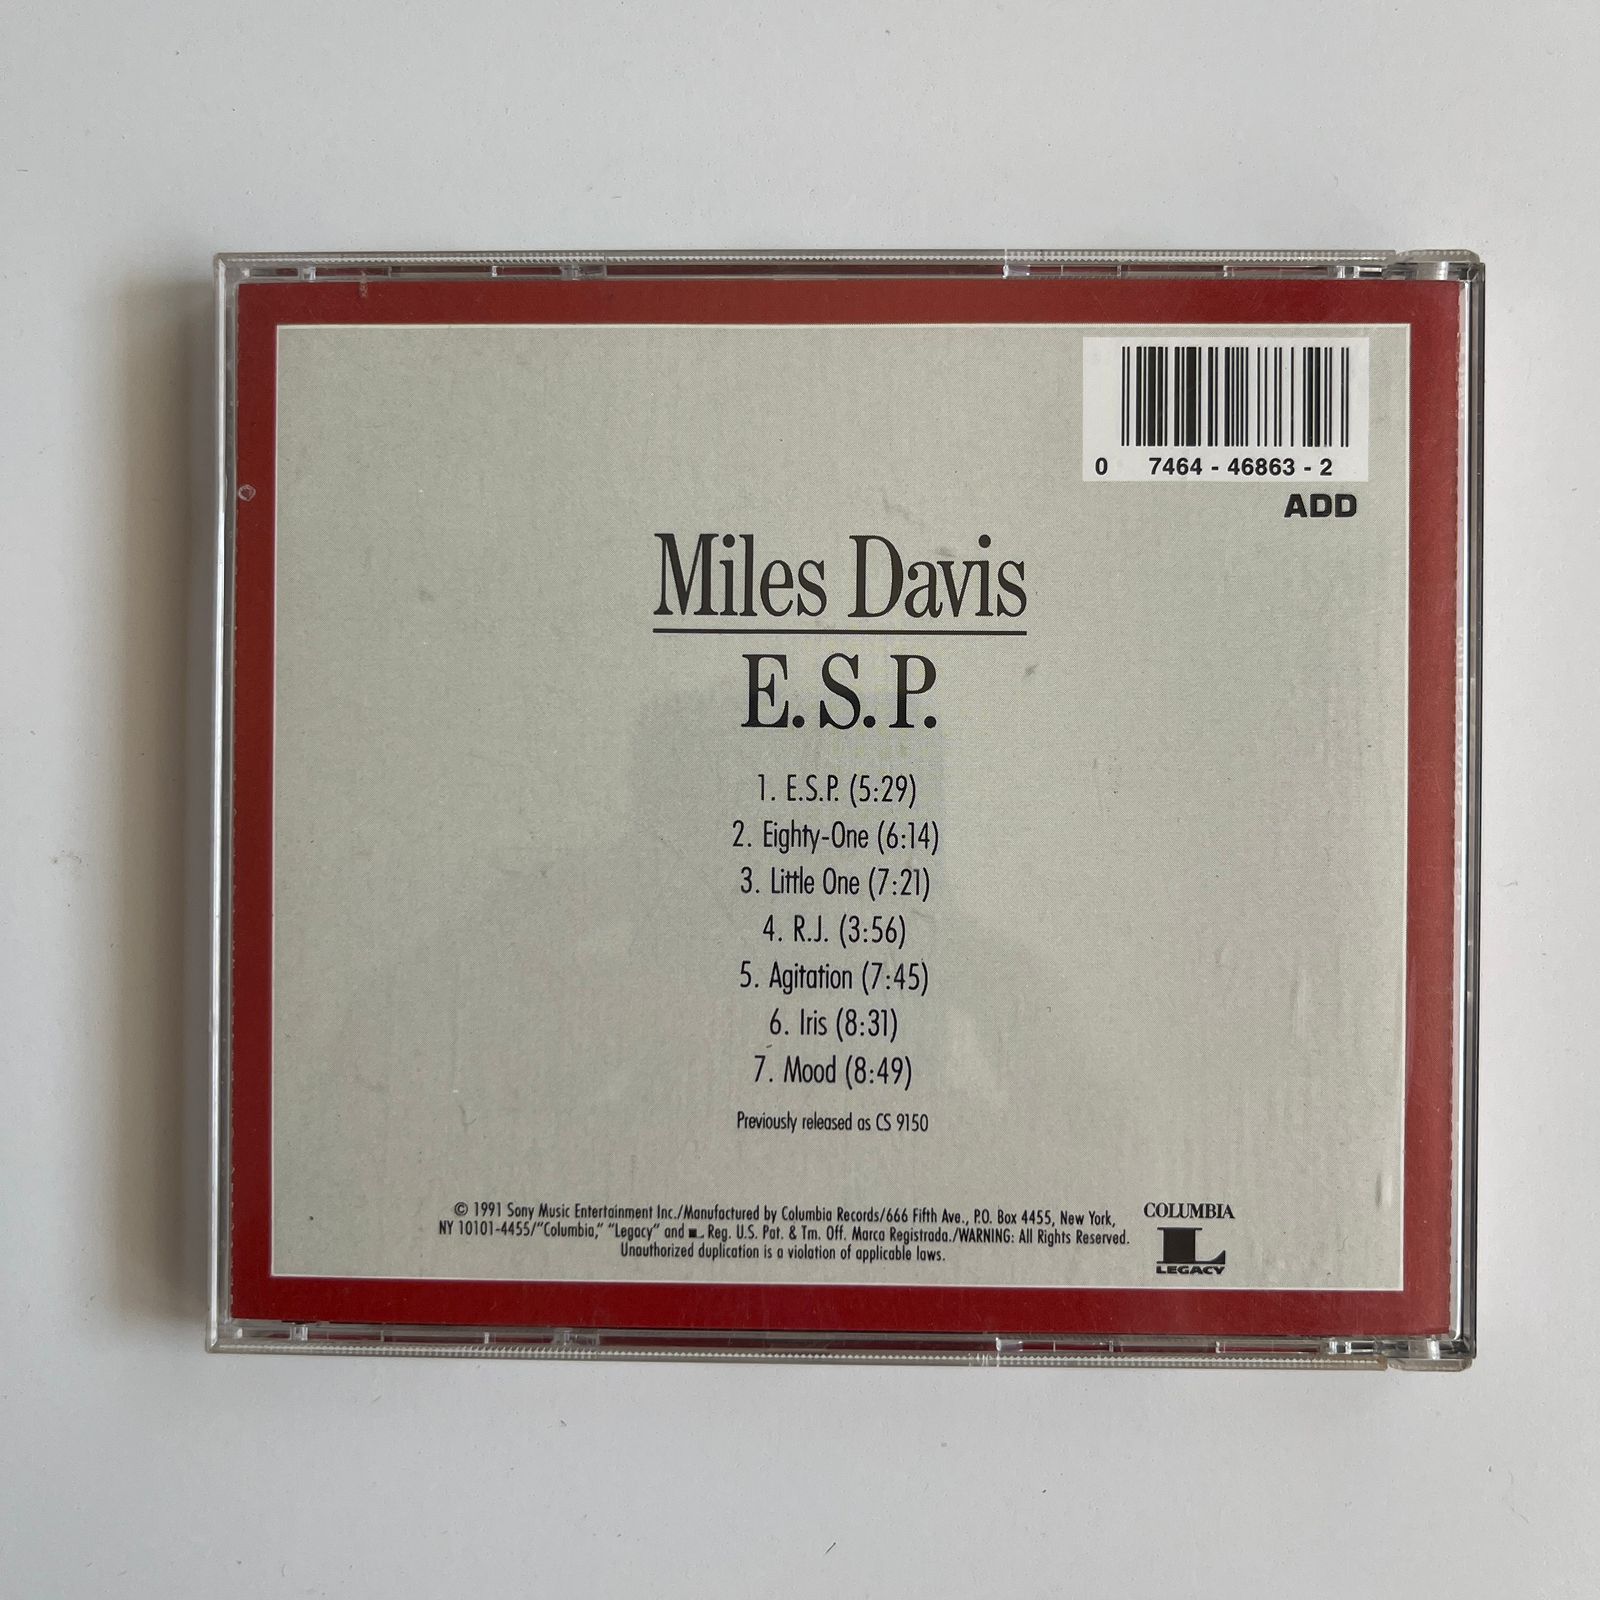 0 7464 - 46863 - 2
ADD
Miles Davis
E.S.P.
1. E.S.P. (5:29)
2. Eighty-One (6:14)
3. Little One (7:21)
4. R.J. (3:56)
5. Agitation (7:45)
6. Iris (8:31)
7. Mood (8:49)
Previously released as CS 9150
© 1991 Sony Music Entertainment Inc./Manufactured by Columbia Records/666 Fifth Ave., P.O. Box 4455, New York,
NY 10101-4455/"Columbia," "Legacy" and L Reg. U.S. Pat. & Tm. Off. Marca Registrada./WARNING: All Rights Reserved.
Unauthorized duplication is a violation of applicable laws.
COLUMBIA
L
LEGACY